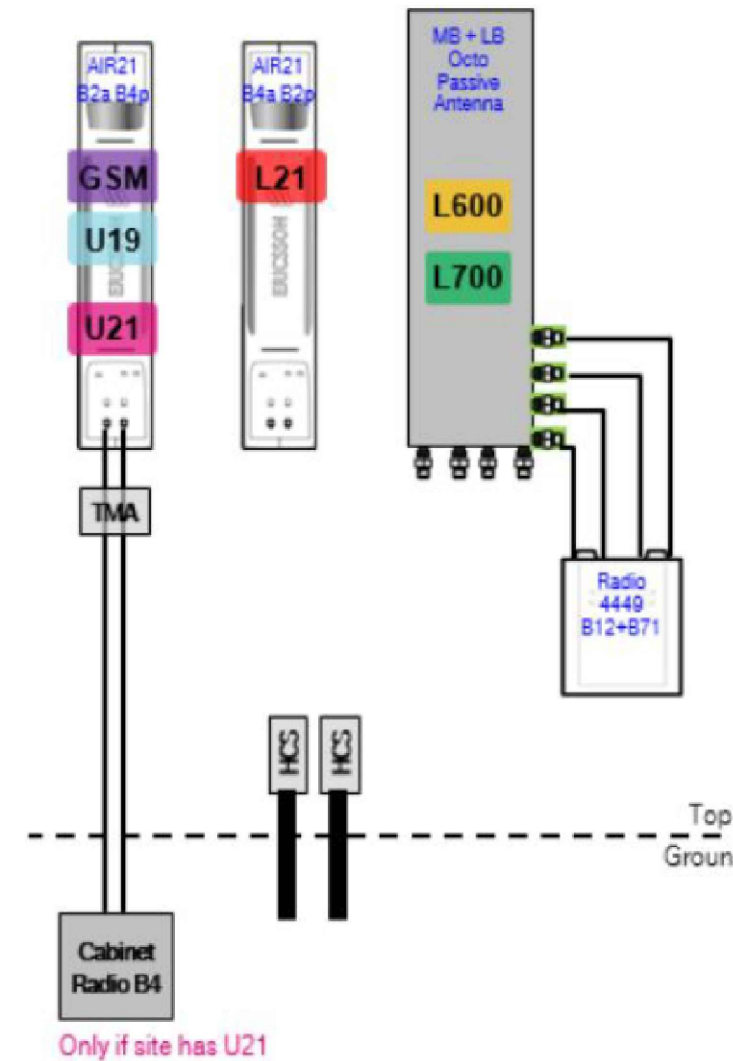 AIR21
B2a B4p
GSM
U19
ERICSSON
U21
TMA
AIR21
B4a B2p
L21
ERICSSON
MB + LB
Octo
Passive
Antenna
L600
L700
Radio
4449
B12+B71
HCS
HCS
Top
Groun
Cabinet
Radio B4
Only if site has U21